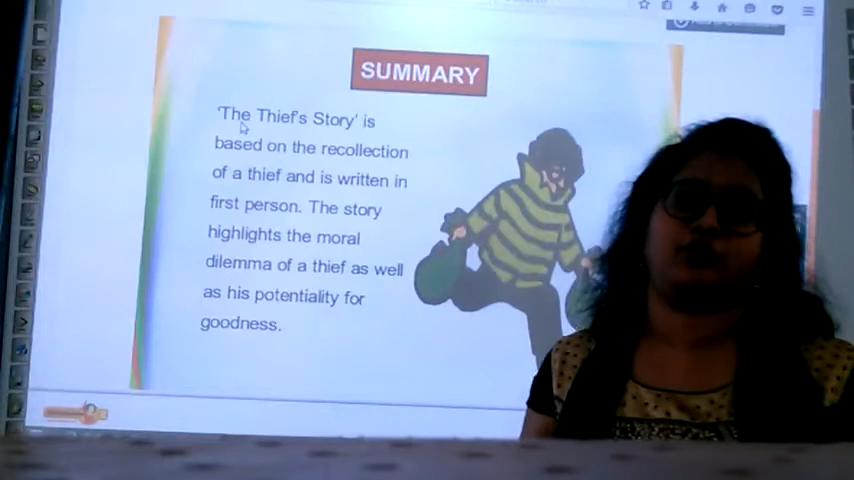 SUMMARY
'The Thief's Story' is
based on the recollection
of a thief and is written in
first person. The story
highlights the moral
dilemma of a thief as well
as his potentiality for
goodness.